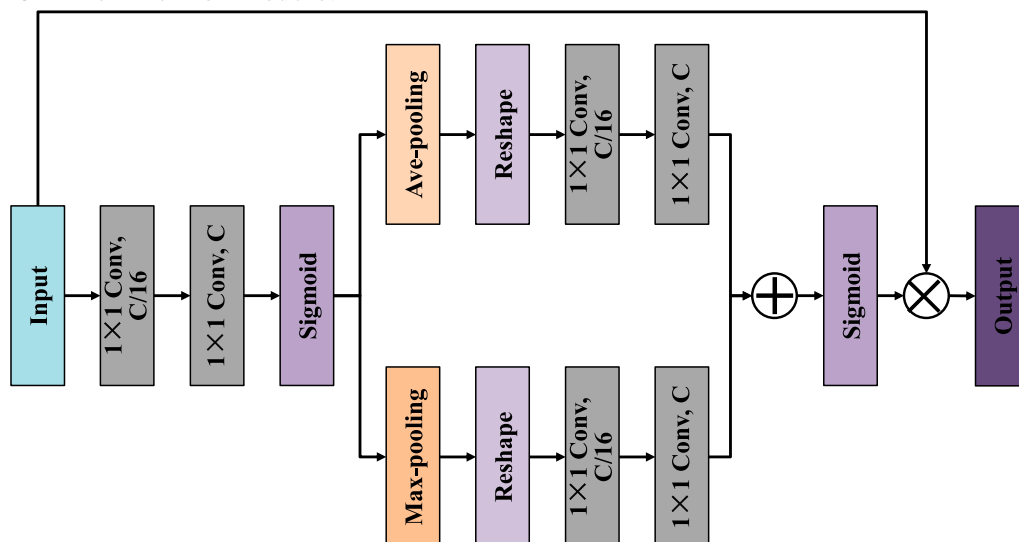 Input
1×1 Conv,
C/16
1×1 Conv, C
Sigmoid
Ave-pooling
Reshape
1×1 Conv,
C/16
1×1 Conv, C
Max-pooling
Reshape
1×1 Conv,
C/16
1×1 Conv, C
Sigmoid
Output